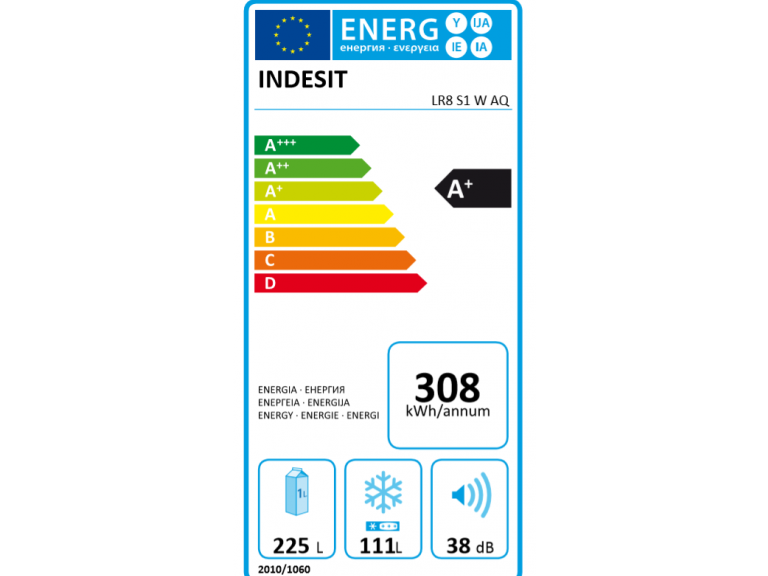 ENERG Y IJA
енергия · ενεργεια IE IA
INDESIT
LR8 S1 W AQ
A+++
A++
A+
A+
A
B
C
D
308
kWh/annum
ENERGIA · ЕНЕРГИЯ
ΕΝΕΡΓΕΙΑ · ENERGIJA
ENERGY · ENERGIE · ENERGI
1L
225 L
111L
38 dB
2010/1060